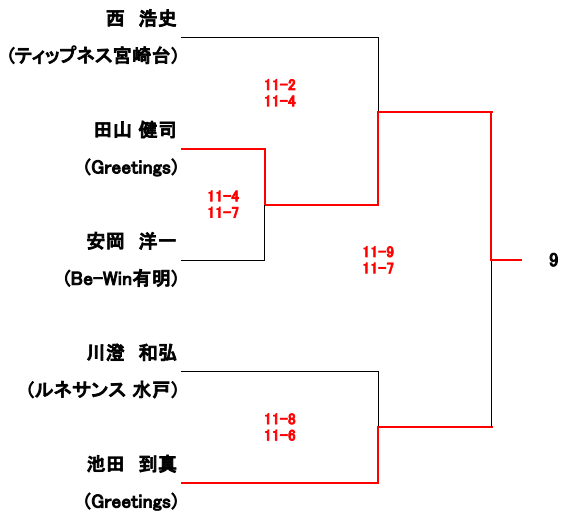 西　浩史
(ティップネス宮崎台)
11-2
11-4
田山 健司
(Greetings)
11-4
11-7
安岡　洋一
(Be-Win有明)
11-9
11-7
9
川澄　和弘
(ルネサンス 水戸)
11-8
11-6
池田　到真
(Greetings)